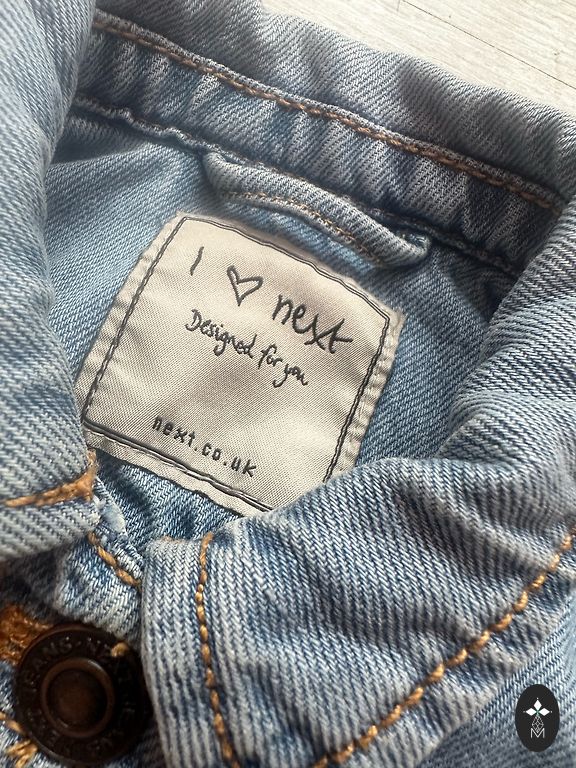 I ♡ next
Designed for you
next.co.uk